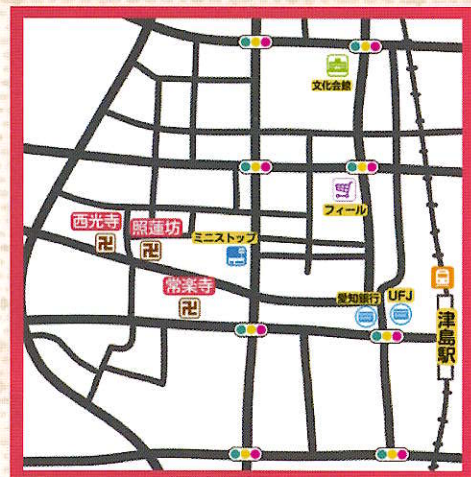 文化会館
フィール
西光寺
照蓮坊
ミニストップ
常楽寺
愛知銀行
UFJ
津島駅